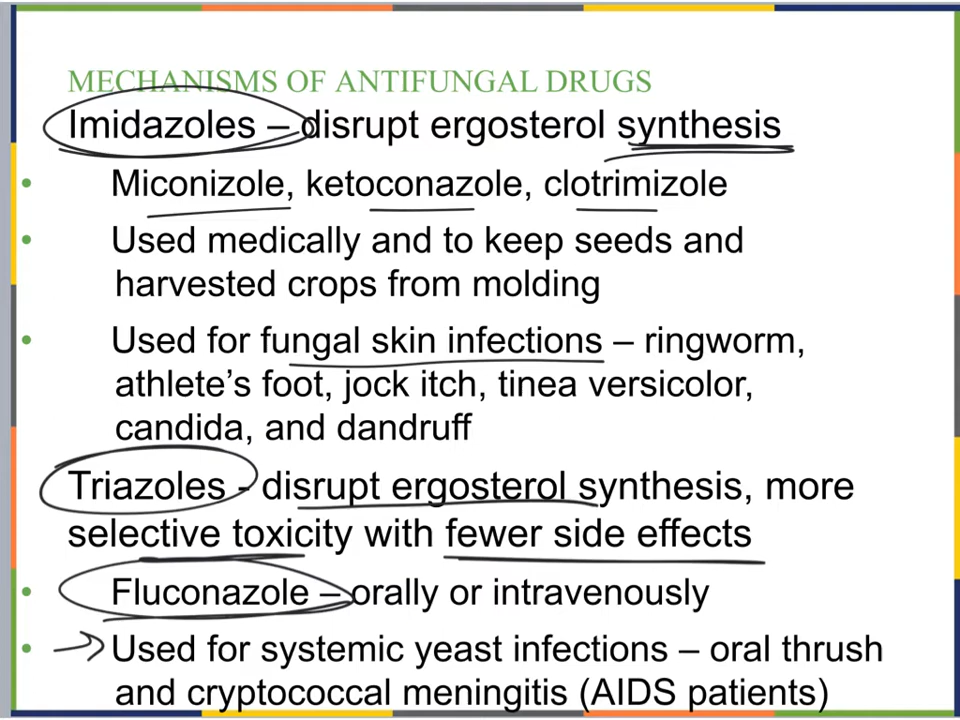 MECHANISMS OF ANTIFUNGAL DRUGS
Imidazoles – disrupt ergosterol synthesis
• Miconizole, ketoconazole, clotrimizole
• Used medically and to keep seeds and
harvested crops from molding
• Used for fungal skin infections – ringworm,
athlete’s foot, jock itch, tinea versicolor,
candida, and dandruff
Triazoles - disrupt ergosterol synthesis, more
selective toxicity with fewer side effects
• Fluconazole – orally or intravenously
• Used for systemic yeast infections – oral thrush
and cryptococcal meningitis (AIDS patients)